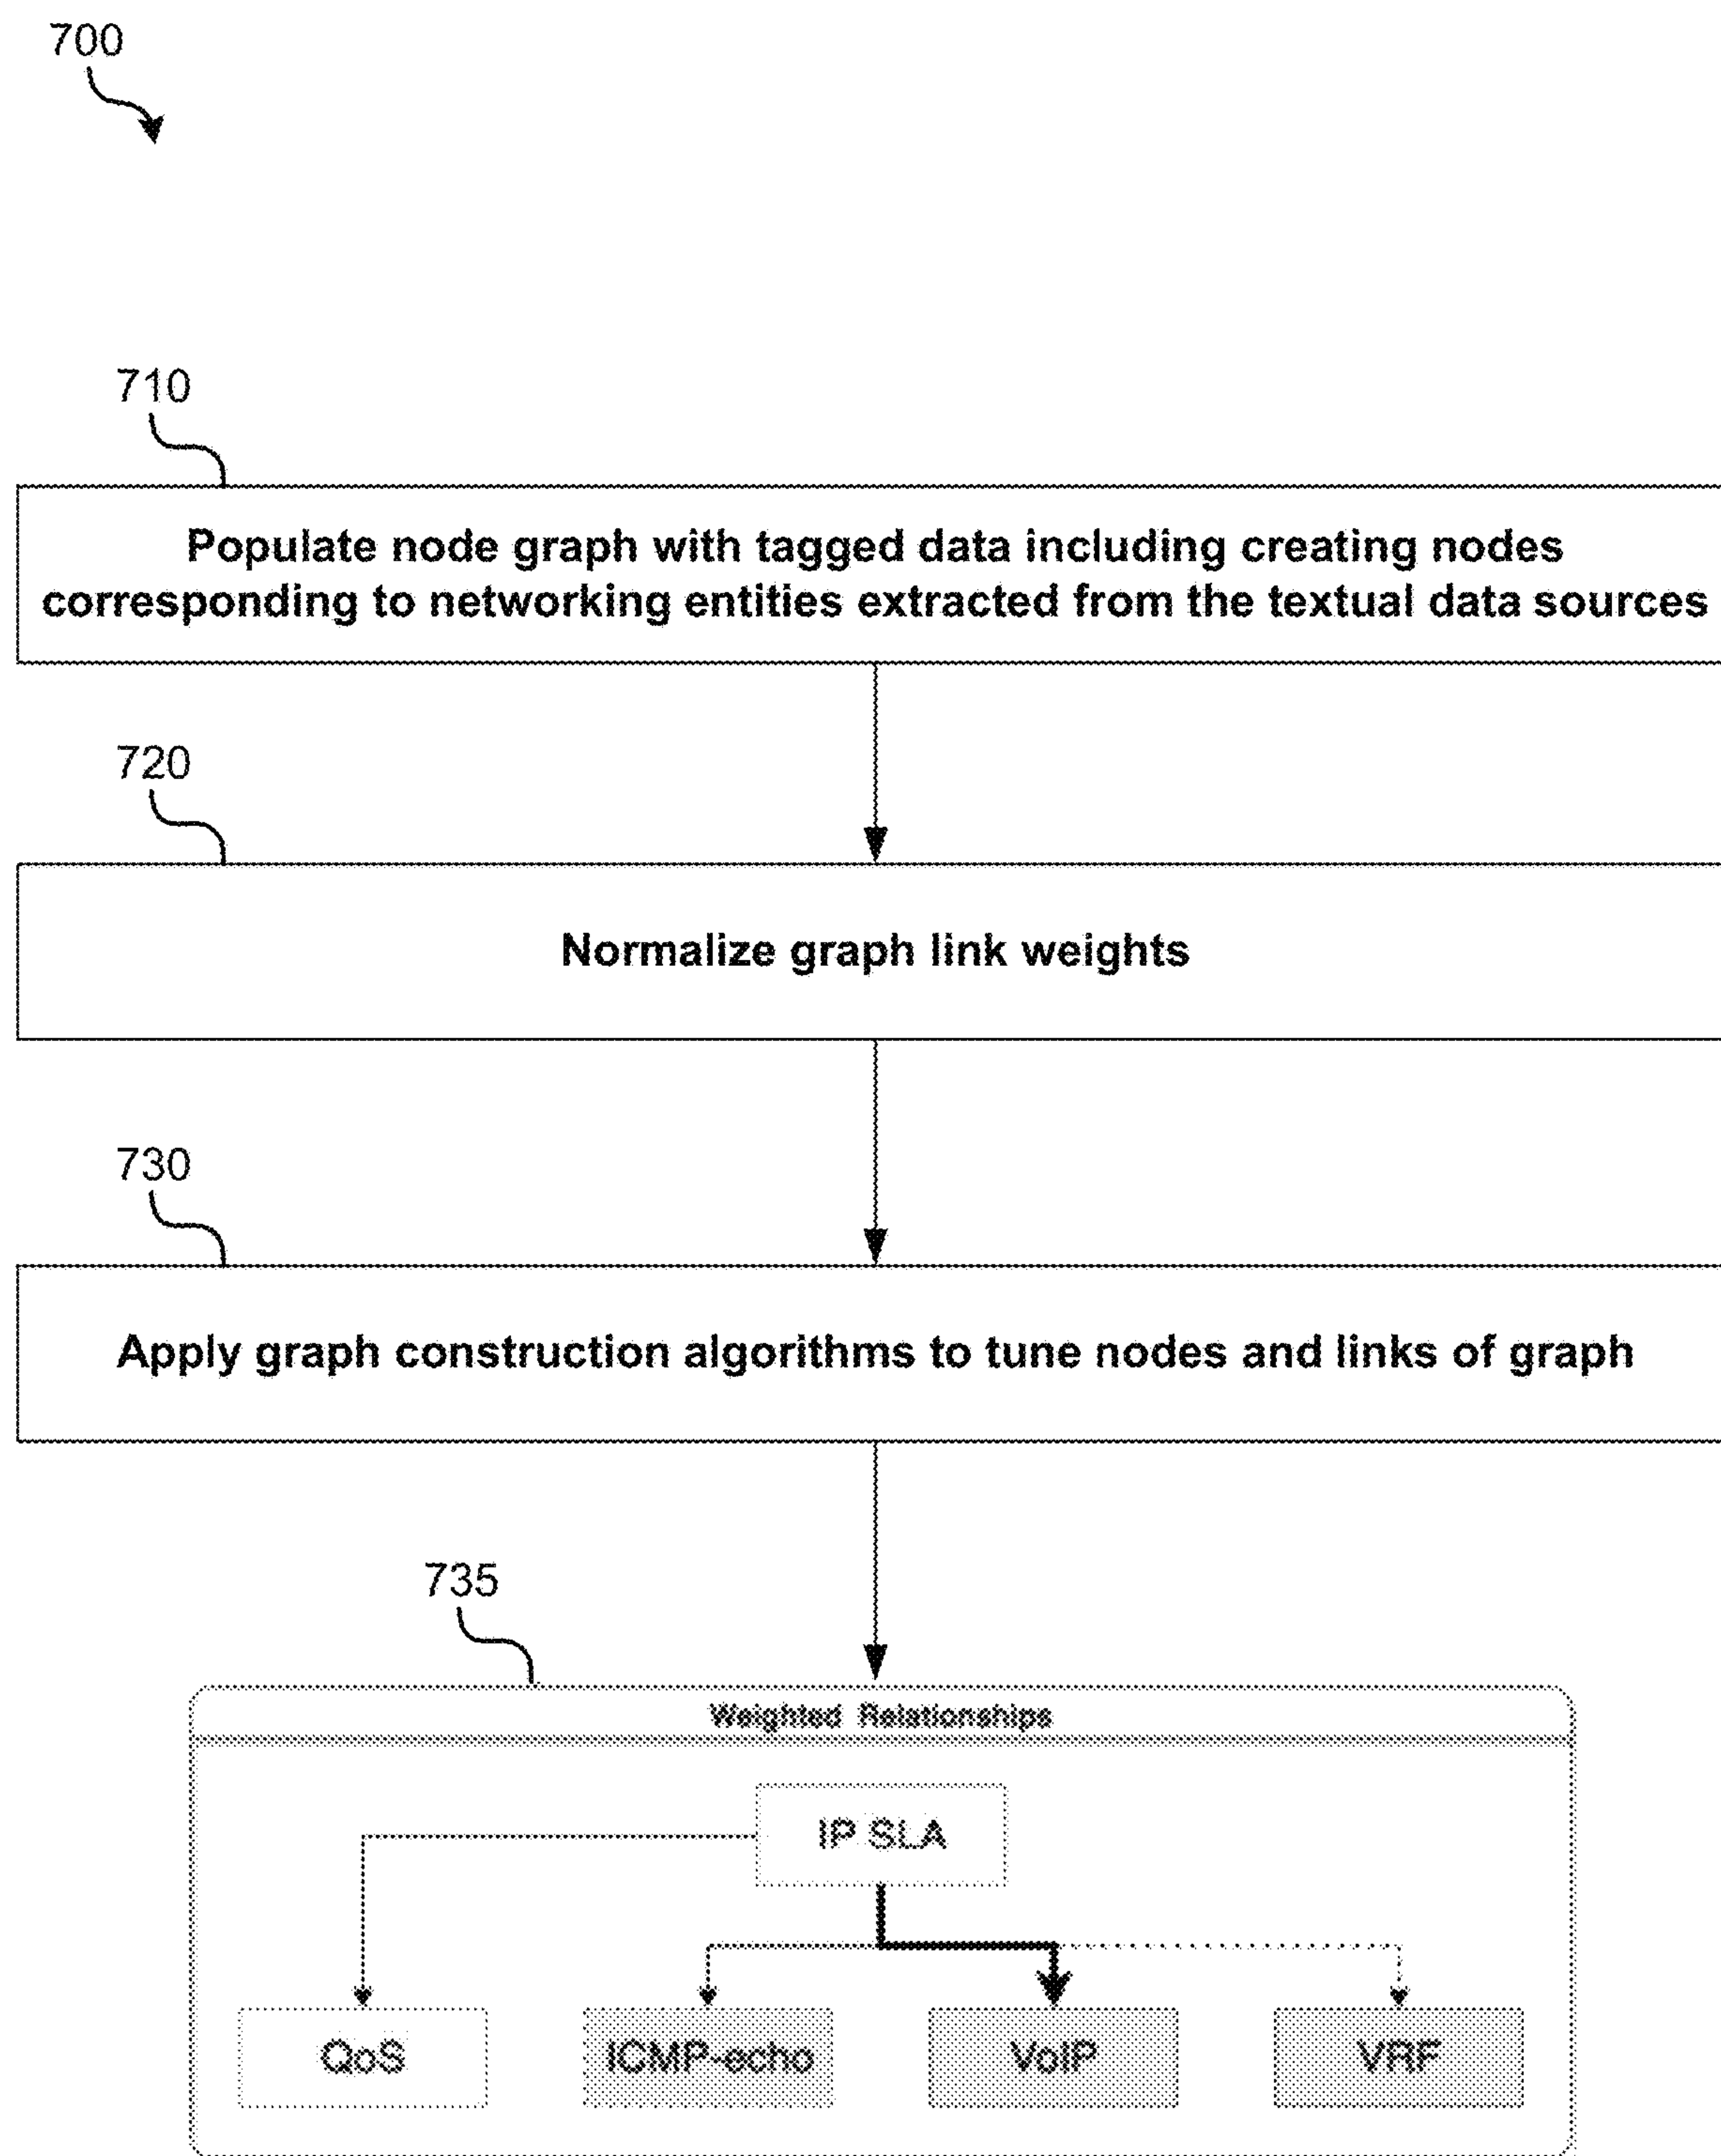 700
710
Populate node graph with tagged data including creating nodes
corresponding to networking entities extracted from the textual data sources
720
Normalize graph link weights
730
Apply graph construction algorithms to tune nodes and links of graph
735
Weighted Relationships
IP SLA
QoS
ICMP-echo
VoIP
VRF